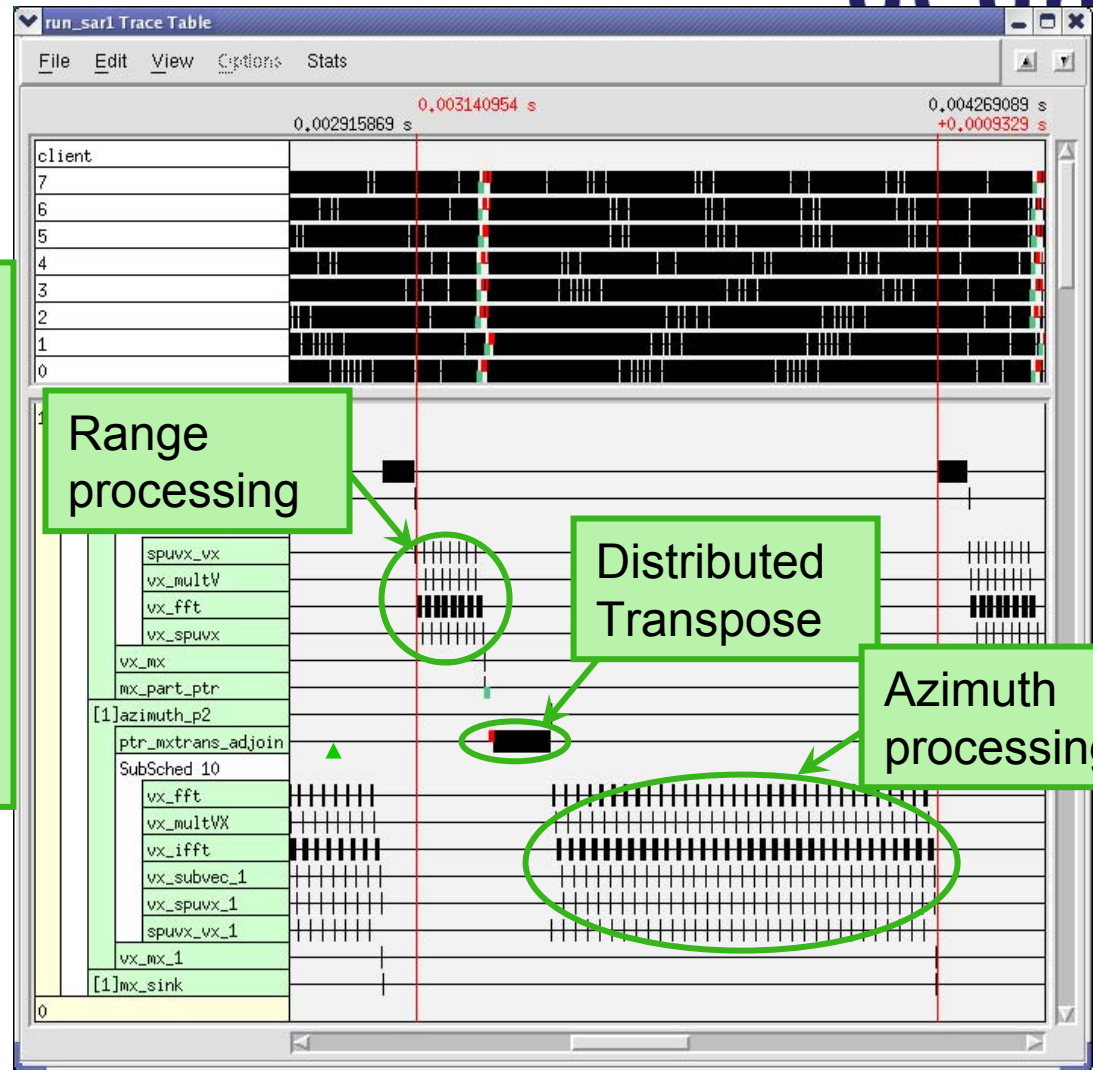 run_sar1 Trace Table
File Edit View Options Stats
0.003140954 s
0.004269089 s
0.002915869 s
+0.0009329 s
client
7
6
5
4
3
2
1
0
Range
processing
Distributed
Transpose
Azimuth
processing
spuvx_vx
vx_multV
vx_fft
vx_spuvx
vx_mx
mx_part_ptr
[1]azimuth_p2
ptr_mxtrans_adjoin
SubSched 10
vx_fft
vx_multVX
vx_ifft
vx_subvec_1
vx_spuvx_1
spuvx_vx_1
vx_mx_1
[1]mx_sink
0